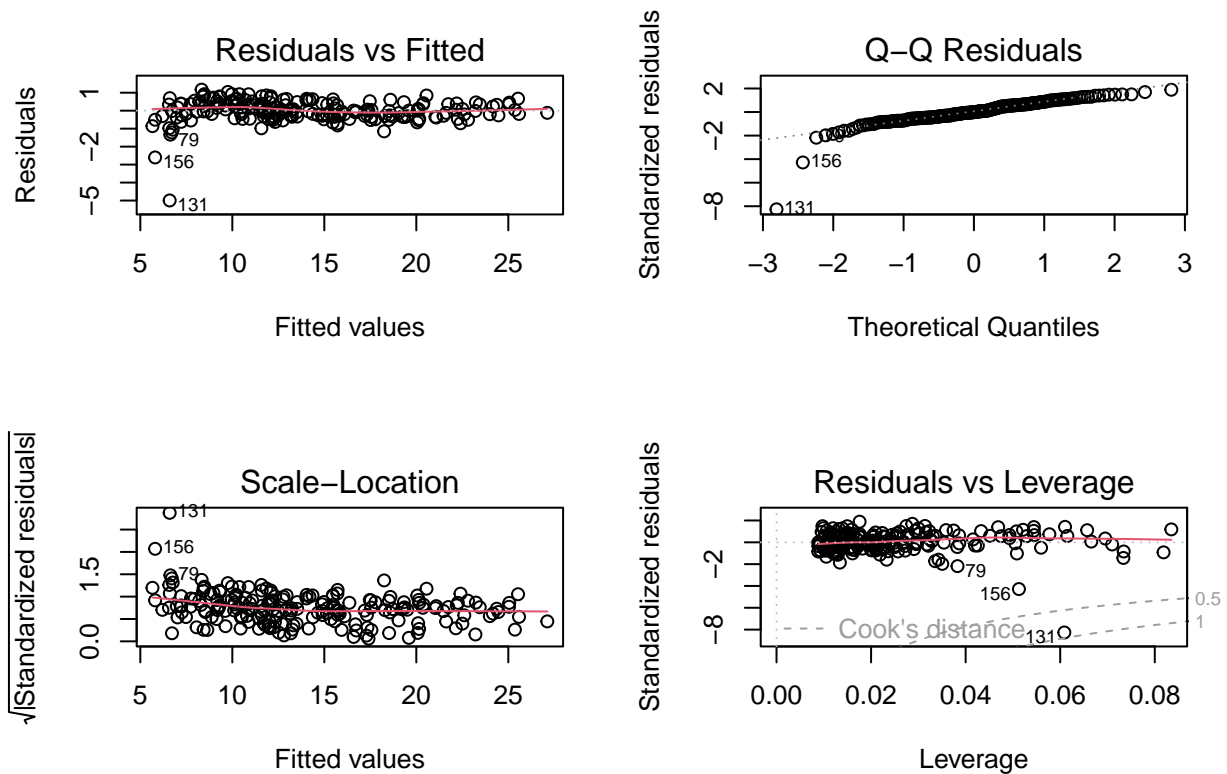 Residuals vs Fitted
Residuals
1
−2
−5
79
156
131
5 10 15 20 25
Fitted values
Q−Q Residuals
Standardized residuals
2
−2
−8
156
131
−3 −2 −1 0 1 2 3
Theoretical Quantiles
Scale−Location
√|Standardized residuals|
1.5
0.0
131
156
79
5 10 15 20 25
Fitted values
Residuals vs Leverage
Standardized residuals
−2
−8
79
156
131
0.5
1
Cook's distance
0.00 0.02 0.04 0.06 0.08
Leverage